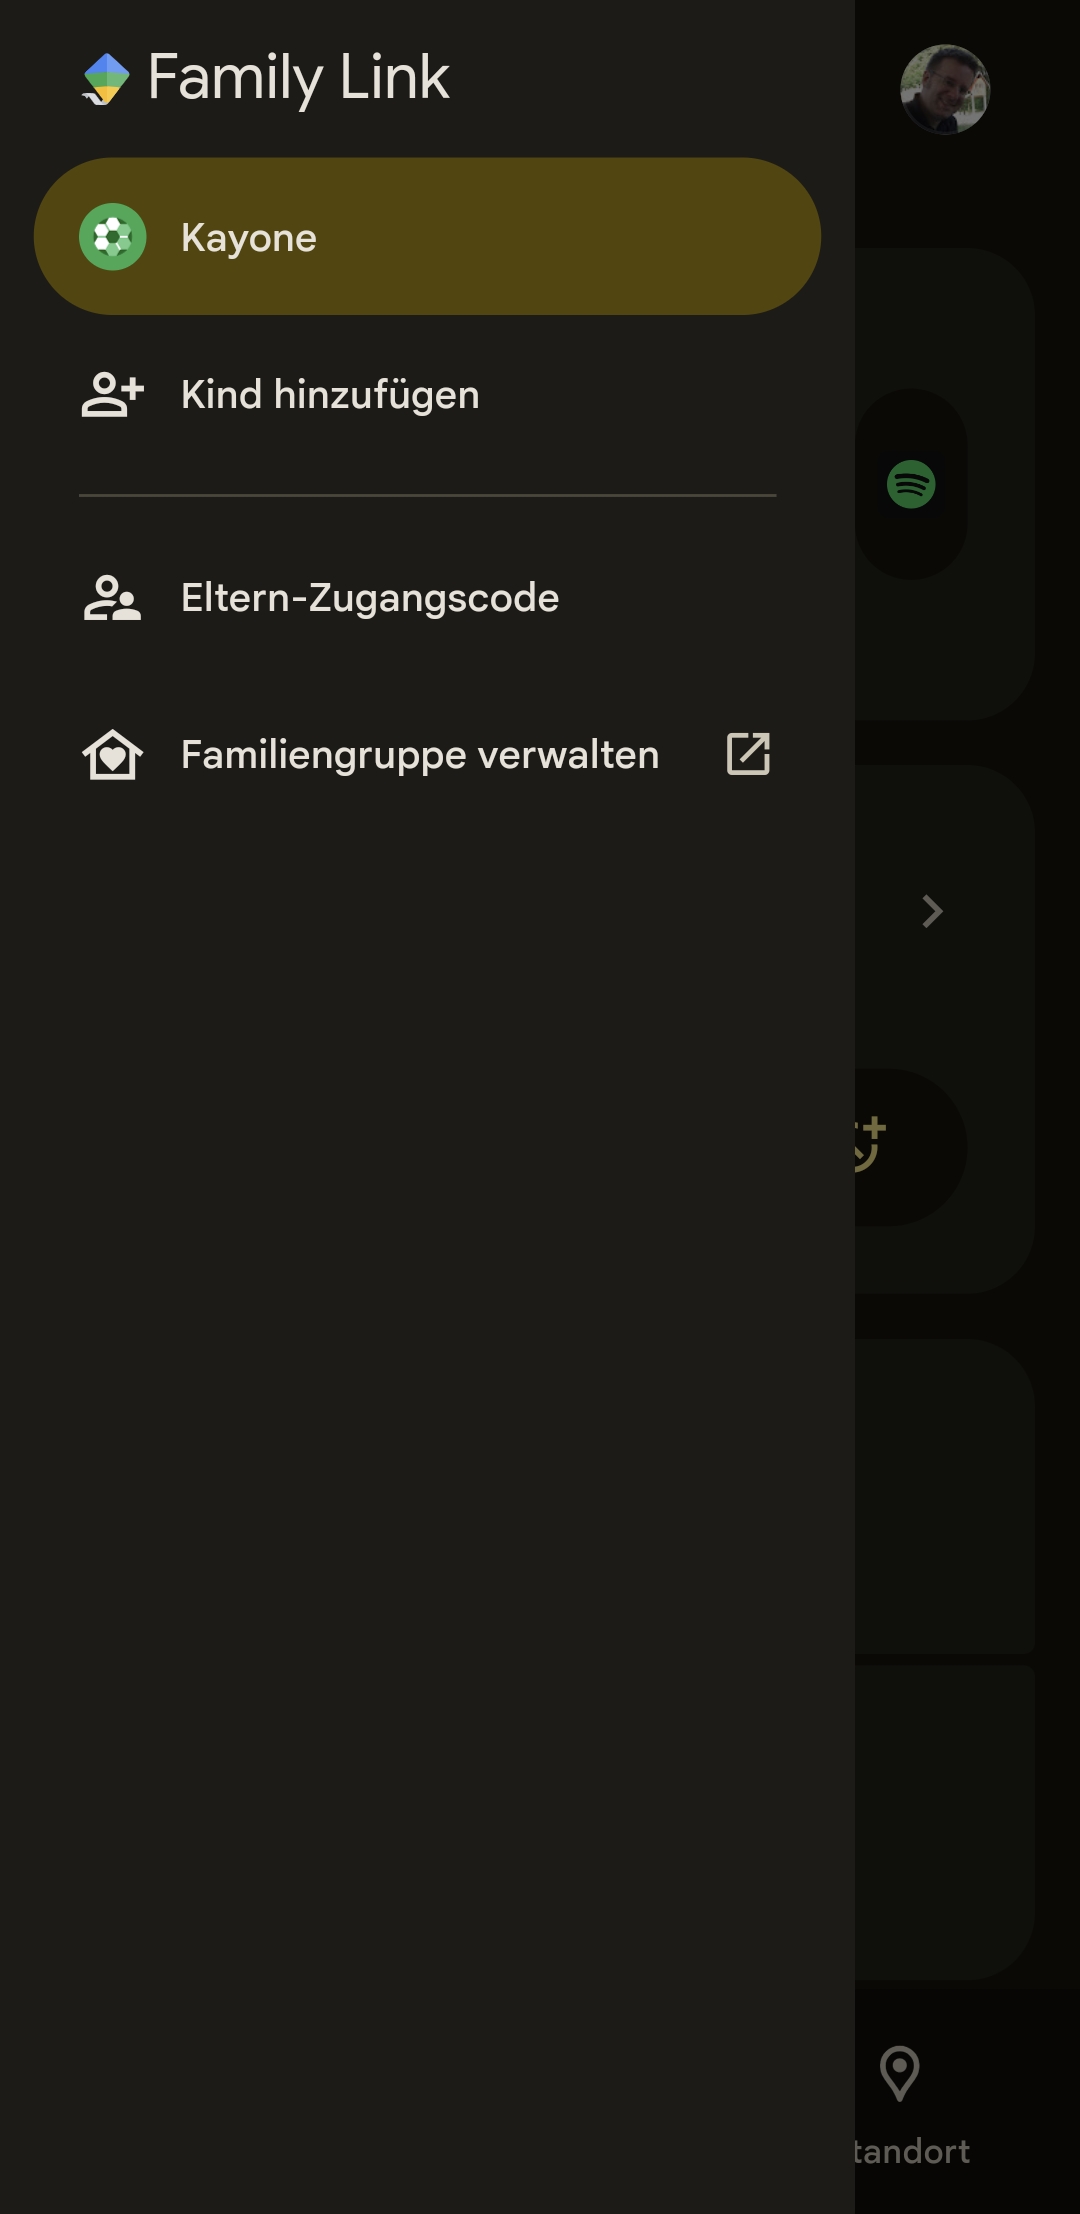 Family Link
Kayone
Kind hinzufügen
Eltern-Zugangscode
Familiengruppe verwalten
tandort